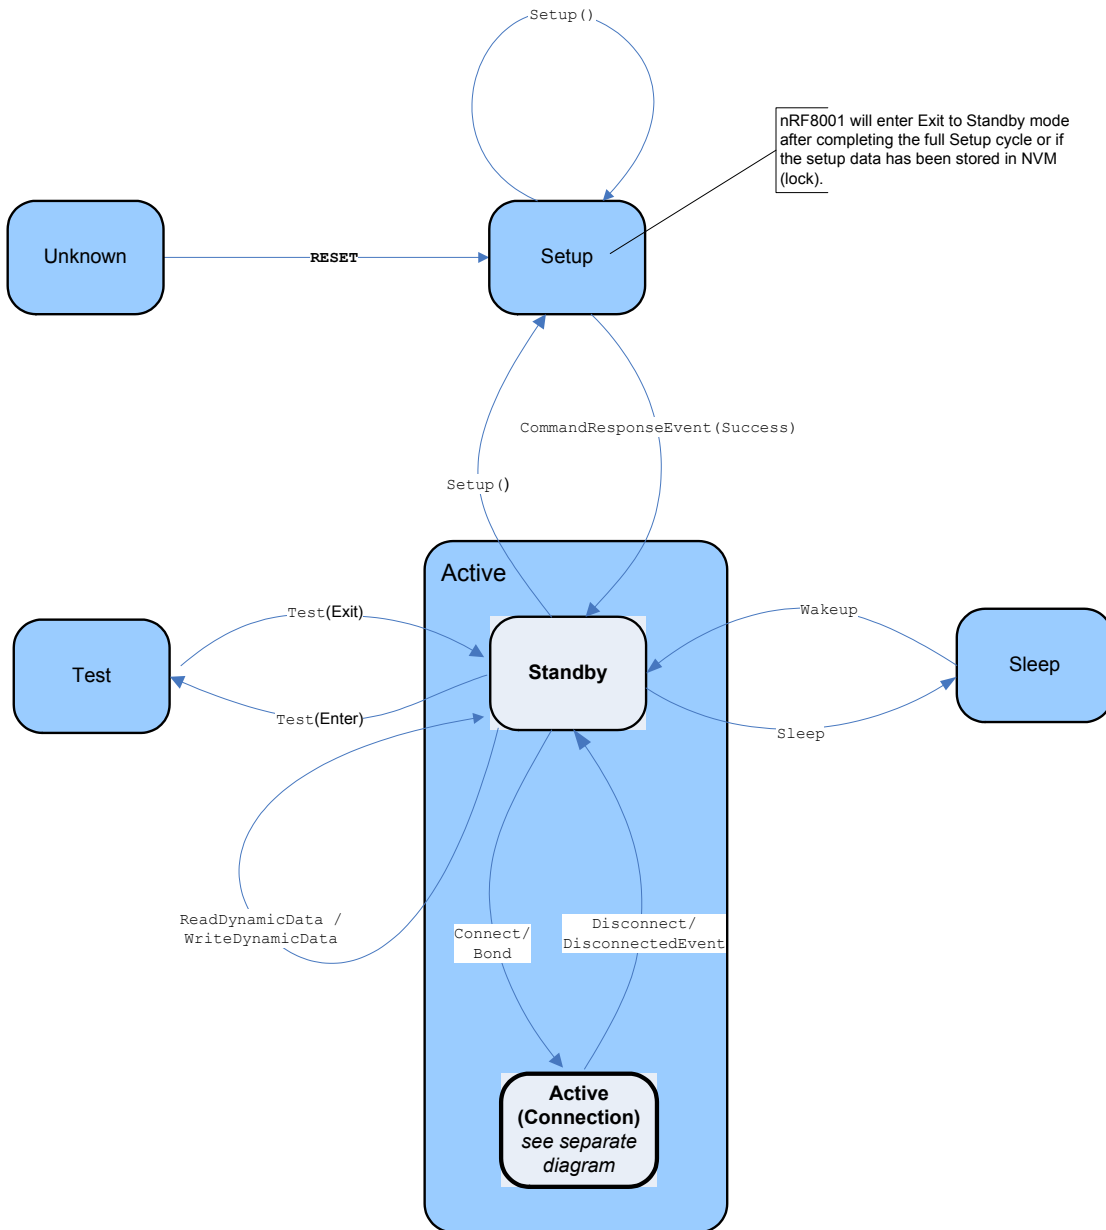 Setup()
nRF8001 will enter Exit to Standby mode
after completing the full Setup cycle or if
the setup data has been stored in NVM
(lock).
Unknown
RESET
Setup
CommandResponseEvent(Success)
Setup()
Active
Test(Exit)
Wakeup
Test
Standby
Sleep
Test(Enter)
Sleep
ReadDynamicData /
WriteDynamicData
Connect/
Bond
Disconnect/
DisconnectedEvent
Active
(Connection)
see separate
diagram